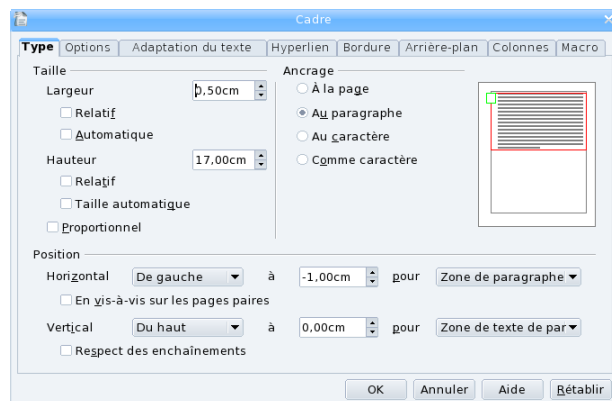 Cadre
Type Options Adaptation du texte Hyperlien Bordure Arrière-plan Colonnes Macro
Taille
Largeur 0,50cm
Relatif
Automatique
Hauteur 17,00cm
Relatif
Taille automatique
Proportionnel
Ancrage
À la page
Au paragraphe
Au caractère
Comme caractère
Position
Horizontal De gauche à -1,00cm pour Zone de paragraphe
En vis-à-vis sur les pages paires
Vertical Du haut à 0,00cm pour Zone de texte de par
Respect des enchaînements
OK Annuler Aide Rétablir